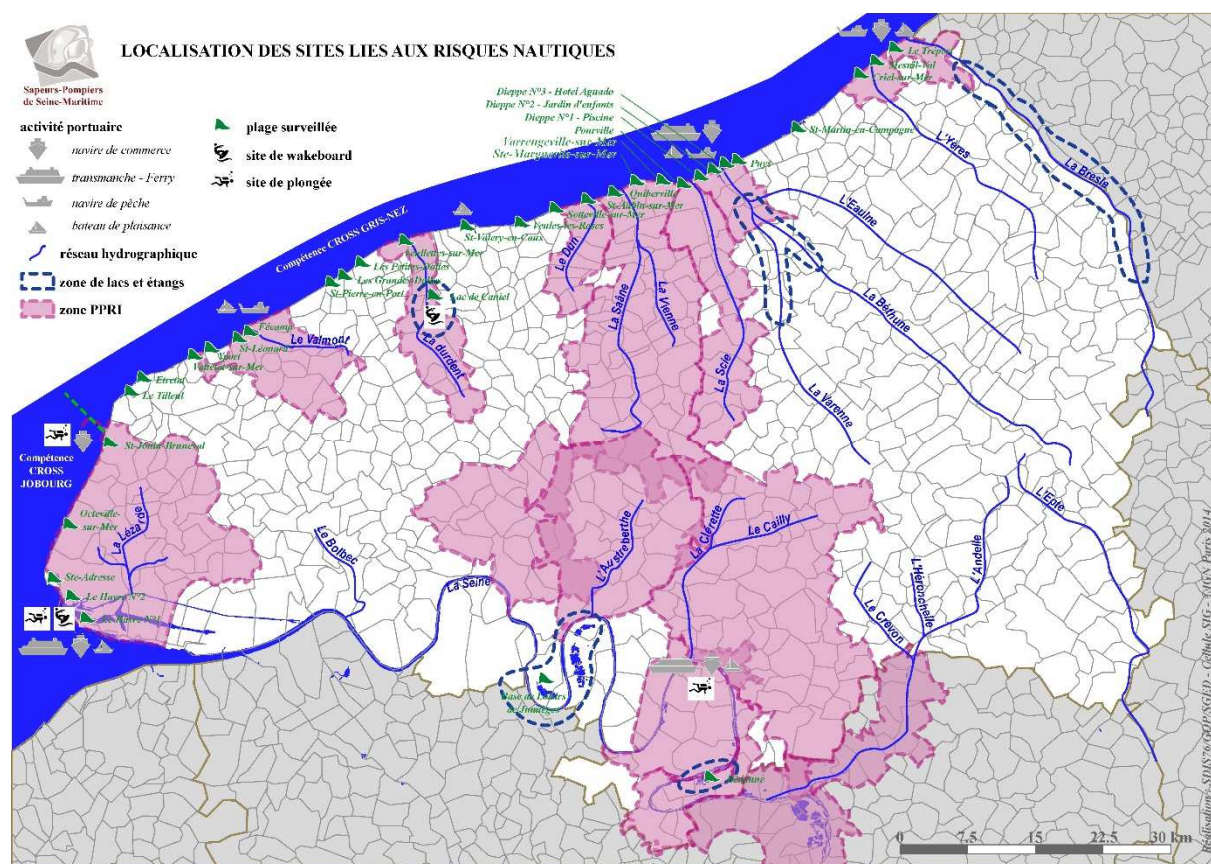 LOCALISATION DES SITES LIES AUX RISQUES NAUTIQUES
Sapeurs-Pompiers
de Seine-Maritime
activité portuaire
navire de commerce
transmanche - Ferry
navire de pêche
bateau de plaisance
réseau hydrographique
zone de lacs et étangs
zone PPRI
plage surveillée
site de wakeboard
site de plongée
Le Tréport
Mesnil-Val
Criel-sur-Mer
Dieppe N°3 - Hotel Aguado
Dieppe N°2 - Jardin d'enfants
Dieppe N°1 - Piscine
Pourville
Varrengeville-sur-Mer
Ste-Marguerite-sur-Mer
St-Martin-en-Campagne
Puys
L'Yères
La Bresle
Quiberville
St-Aubin-sur-Mer
Sotteville-sur-Mer
Veules-les-Roses
St-Valery-en-Caux
L'Eaulne
Compétence CROSS GRIS-NEZ
Veulettes-sur-Mer
Les Petites-Dalles
Les Grandes-Dalles
St-Pierre-en-Port
Lac de Caniel
Le Dun
La Saâne
La Vienne
La Béthune
Fécamp
St-Léonard
Yport
Vattetot-sur-Mer
Le Valmont
La durdent
La Scie
Etretat
Le Tilleul
La Varenne
St-Jouin-Bruneval
Compétence
CROSS
JOBOURG
Octeville-
sur-Mer
La Lézarde
Le Bolbec
L'Austreberthe
La Clérette
Le Cailly
L'Epte
L'Andelle
L'Héronchelle
Le Crevon
La Seine
Ste-Adresse
Le Havre N°2
Le Havre N°1
Base de Loisirs
de Jumièges
Bédanne
0 7.5 15 22.5 30 km